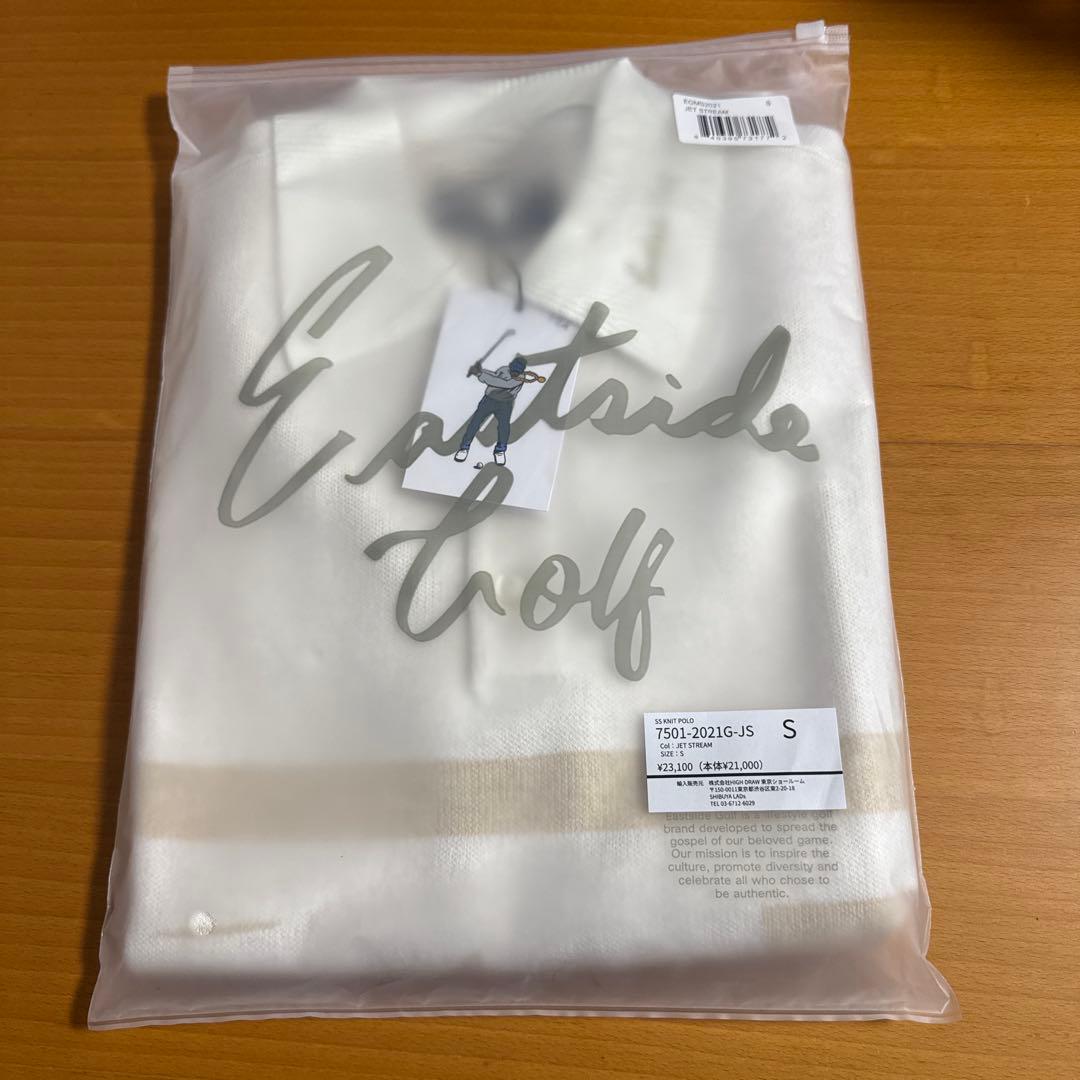 EGMS2021 S
JET STREAM
Eastside
Golf
SS KNIT POLO
7501-2021G-JS S
Col：JET STREAM
SIZE：S
¥23,100（本体¥21,000）
輸入販売元 株式会社HIGH DRAW 東京ショールーム
〒150-0011東京都渋谷区東2-20-18
SHIBUYA LADs
TEL 03-6712-6029
Eastside Golf is a lifestyle golf
brand developed to spread the
gospel of our beloved game.
Our mission is to inspire the
culture, promote diversity and
celebrate all who chose to
be authentic.